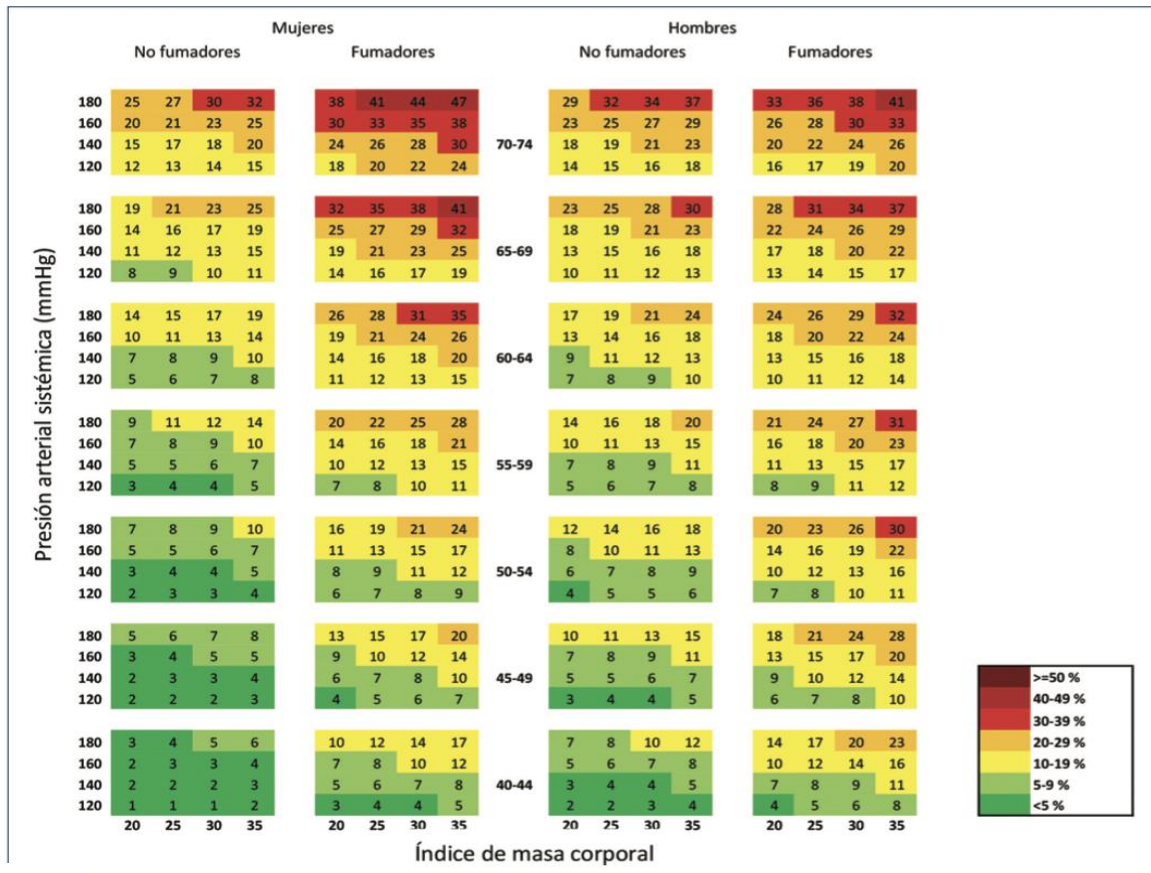 Mujeres Hombres
No fumadores Fumadores No fumadores Fumadores
180 25 27 30 32 38 41 44 47 29 32 34 37 33 36 38 41
160 20 21 23 25 30 33 35 38 23 25 27 29 26 28 30 33
140 15 17 18 20 24 26 28 30 70-74 18 19 21 23 20 22 24 26
120 12 13 14 15 18 20 22 24 14 15 16 18 16 17 19 20
180 19 21 23 25 32 35 38 41 23 25 28 30 28 31 34 37
160 14 16 17 19 25 27 29 32 18 19 21 23 22 24 26 29
140 11 12 13 15 19 21 23 25 65-69 13 15 16 18 17 18 20 22
120 8 9 10 11 14 16 17 19 10 11 12 13 13 14 15 17
180 14 15 17 19 26 28 31 35 17 19 21 24 24 26 29 32
160 10 11 13 14 19 21 24 26 13 14 16 18 18 20 22 24
140 7 8 9 10 14 16 18 20 60-64 9 11 12 13 13 15 16 18
120 5 6 7 8 11 12 13 15 7 8 9 10 10 11 12 14
180 9 11 12 14 20 22 25 28 14 16 18 20 21 24 27 31
160 7 8 9 10 14 16 18 21 10 11 13 15 16 18 20 23
140 5 5 6 7 10 12 13 15 55-59 7 8 9 11 11 13 15 17
120 3 4 4 5 7 8 10 11 5 6 7 8 8 9 11 12
180 7 8 9 10 16 19 21 24 12 14 16 18 20 23 26 30
160 5 5 6 7 11 13 15 17 8 10 11 13 14 16 19 22
140 3 4 4 5 8 9 11 12 50-54 6 7 8 9 10 12 13 16
120 2 3 3 4 6 7 8 9 4 5 5 6 7 8 10 11
180 5 6 7 8 13 15 17 20 10 11 13 15 18 21 24 28
160 3 4 5 5 9 10 12 14 7 8 9 11 13 15 17 20
140 2 3 3 4 6 7 8 10 45-49 5 5 6 7 9 10 12 14
120 2 2 2 3 4 5 6 7 3 4 4 5 6 7 8 10
180 3 4 5 6 10 12 14 17 7 8 10 12 14 17 20 23
160 2 3 3 4 7 8 10 12 5 6 7 8 10 12 14 16
140 2 2 2 3 5 6 7 8 40-44 3 4 4 5 7 8 9 11
120 1 1 1 2 3 4 4 5 2 2 3 4 4 5 6 8
20 25 30 35 20 25 30 35 20 25 30 35 20 25 30 35
Presión arterial sistémica (mmHg)
Índice de masa corporal
>=50 %
40-49 %
30-39 %
20-29 %
10-19 %
5-9 %
<5 %